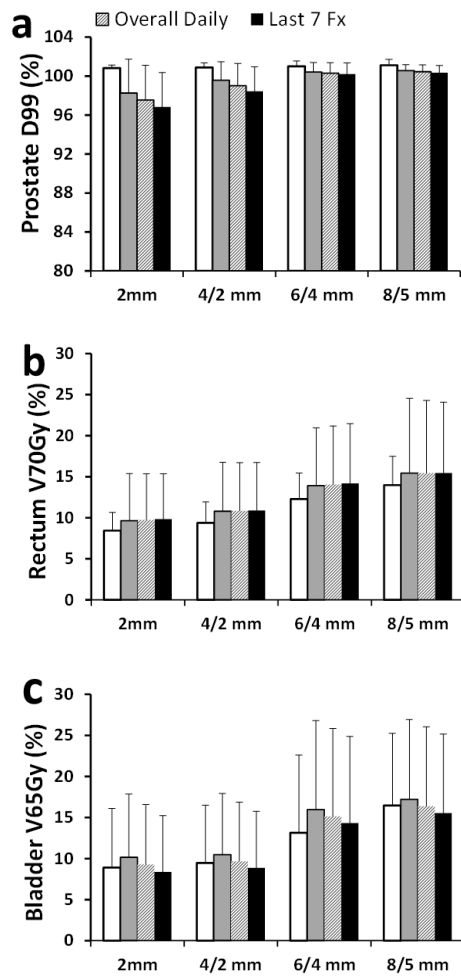 Overall Daily Last 7 Fx
a
Prostate D99 (%)
104
100
96
92
88
84
80
2mm 4/2 mm 6/4 mm 8/5 mm
b
Rectum V70Gy (%)
30
25
20
15
10
5
0
2mm 4/2 mm 6/4 mm 8/5 mm
c
Bladder V65Gy (%)
30
25
20
15
10
5
0
2mm 4/2 mm 6/4 mm 8/5 mm